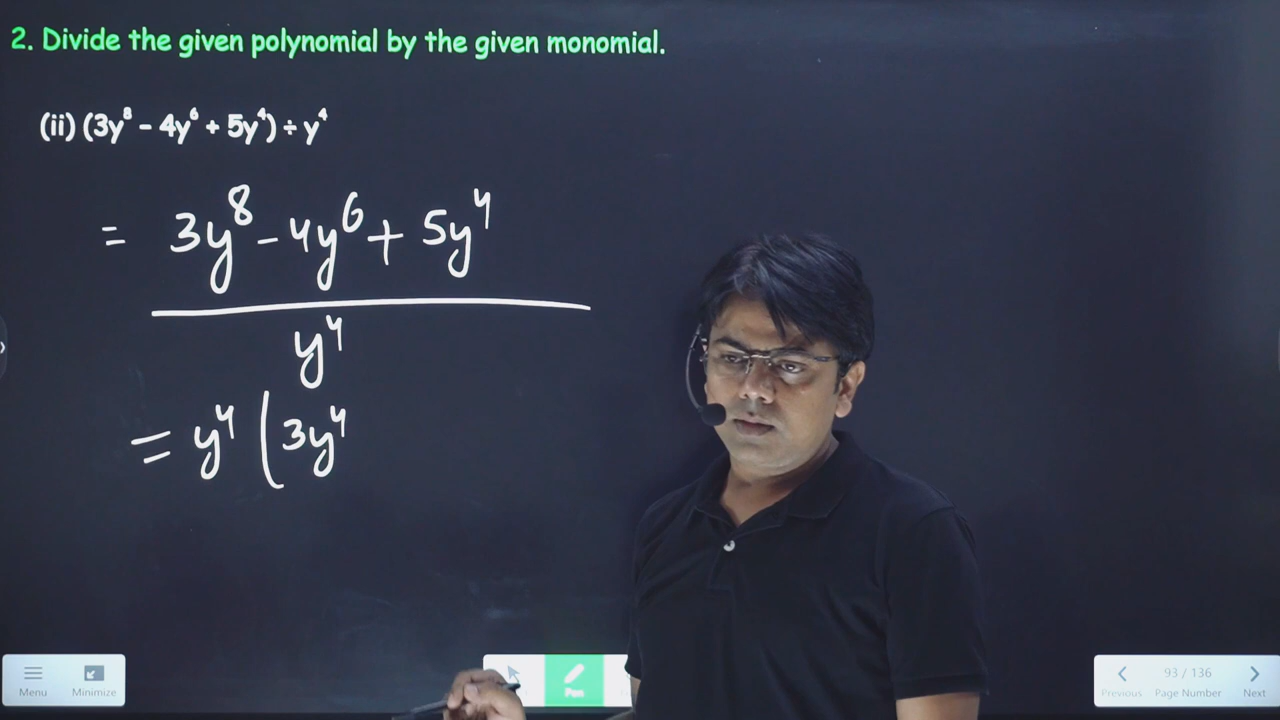 2. Divide the given polynomial by the given monomial.
(ii) (3y⁸ - 4y⁶ + 5y⁴) ÷ y⁴
= 3y⁸ - 4y⁶ + 5y⁴
y⁴
= y⁴ (3y⁴
Menu Minimize Pen Previous 93 / 136 Page Number Next